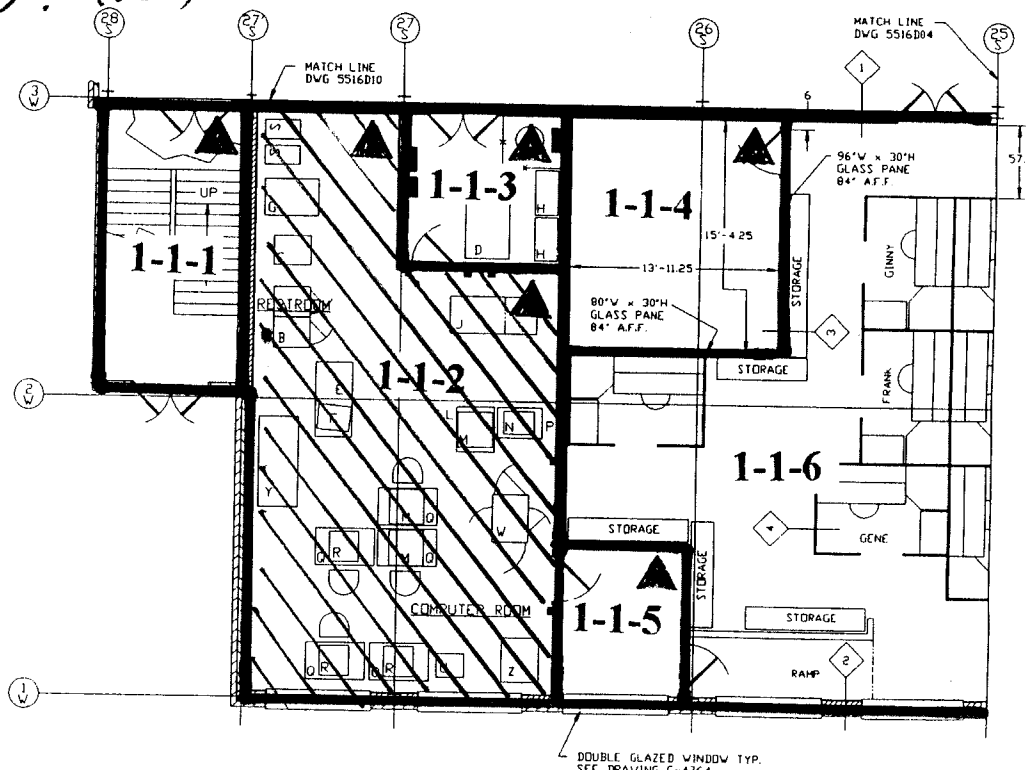 28
S
27
S
27
S
26
S
25
S
MATCH LINE
DWG 5516D04
MATCH LINE
DWG 5516D10
3
W
1
6
57
96"W x 30"H
GLASS PANE
84" A.F.F.
S
G
UP
1-1-1
1-1-3
H
H
D
1-1-4
15'-4.25
13'-11.25
STORAGE
GINNY
RESTROOM
B
J
80"W x 30"H
GLASS PANE
84" A.F.F.
3
STORAGE
1-1-2
E
F
FRANK
2
W
L
M
N
P
1-1-6
Y
M
Q
W
Q
R
M
Q
STORAGE
4
GENE
STORAGE
COMPUTER ROOM
1-1-5
STORAGE
Q
R
Q
R
U
Z
RAMP
2
1
W
DOUBLE GLAZED WINDOW TYP.